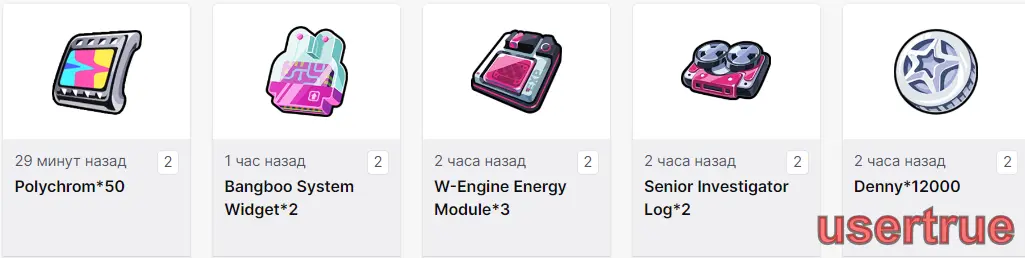 29 минут назад 2
Polychrom*50
1 час назад 2
Bangboo System
Widget*2
2 часа назад 2
W-Engine Energy
Module*3
2 часа назад 2
Senior Investigator
Log*2
2 часа назад 2
Denny*12000
usertrue